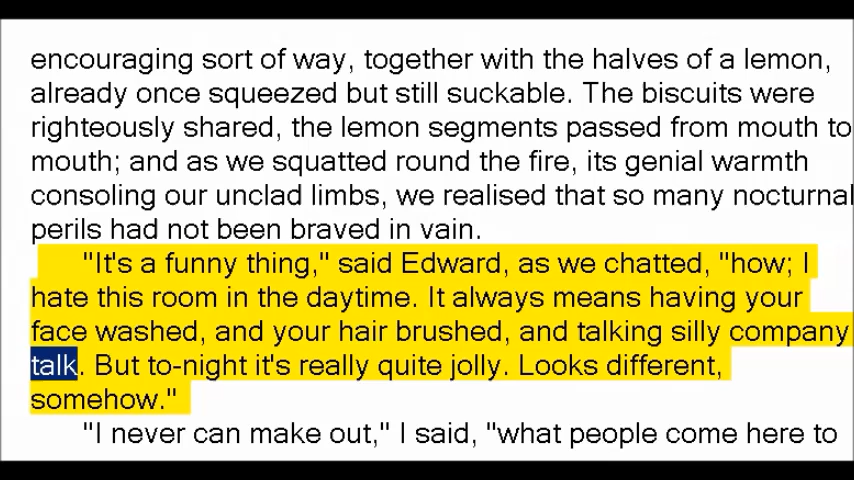 encouraging sort of way, together with the halves of a lemon,
already once squeezed but still suckable. The biscuits were
righteously shared, the lemon segments passed from mouth to
mouth; and as we squatted round the fire, its genial warmth
consoling our unclad limbs, we realised that so many nocturnal
perils had not been braved in vain.
"It's a funny thing," said Edward, as we chatted, "how; I
hate this room in the daytime. It always means having your
face washed, and your hair brushed, and talking silly company
talk. But to-night it's really quite jolly. Looks different,
somehow."
"I never can make out," I said, "what people come here to